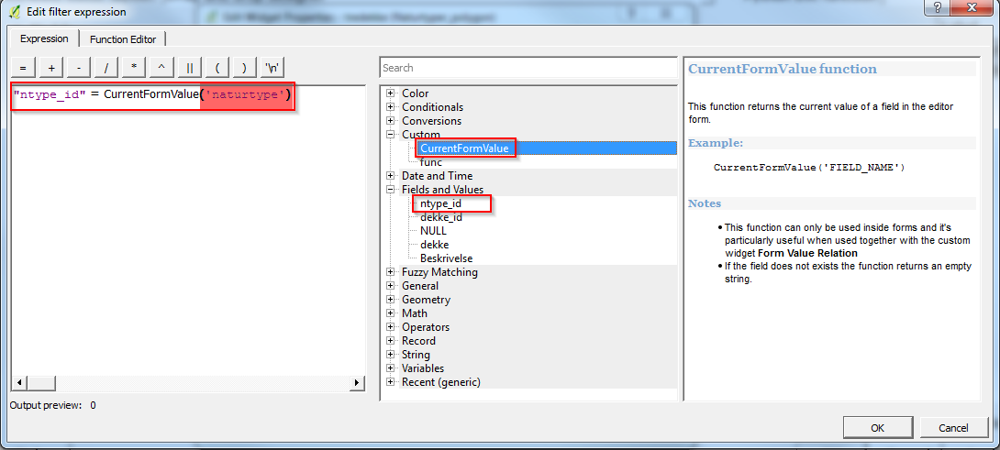 Edit filter expression
Expression
Function Editor
= + - / * ^ || ( ) '\n'
"ntype_id" = CurrentFormValue('naturtype')
Output preview: 0
Search
Color
Conditionals
Conversions
Custom
CurrentFormValue
func
Date and Time
Fields and Values
ntype_id
dekke_id
NULL
dekke
Beskrivelse
Fuzzy Matching
General
Geometry
Math
Operators
Record
String
Variables
Recent (generic)
CurrentFormValue function
This function returns the current value of a field in the editor
form.
Example:
CurrentFormValue('FIELD_NAME')
Notes
• This function can only be used inside forms and it's
particularly useful when used together with the custom
widget Form Value Relation
• If the field does not exists the function returns an empty
string.
OK
Cancel